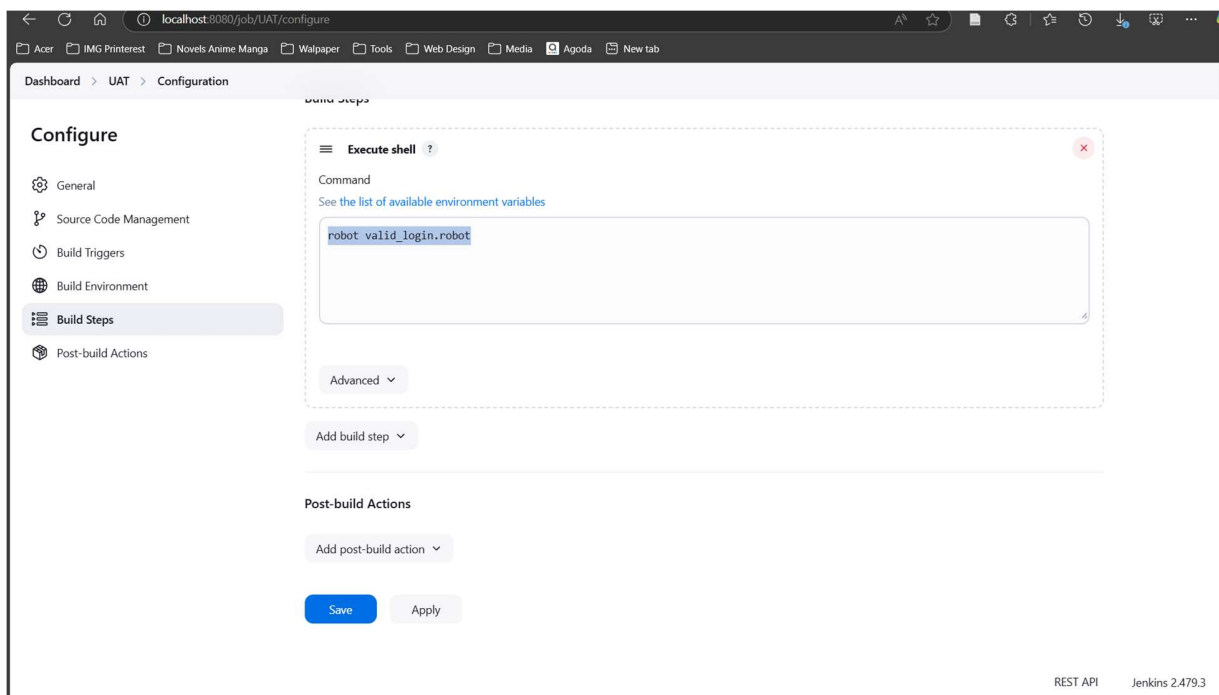 localhost:8080/job/UAT/configure
Acer IMG Printerest Novels Anime Manga Walpaper Tools Web Design Media Agoda New tab
Dashboard > UAT > Configuration
Build Steps
Configure
General
Source Code Management
Build Triggers
Build Environment
Build Steps
Post-build Actions
Execute shell ?
Command
See the list of available environment variables
robot valid_login.robot
Advanced
Add build step
Post-build Actions
Add post-build action
Save Apply
REST API Jenkins 2.479.3